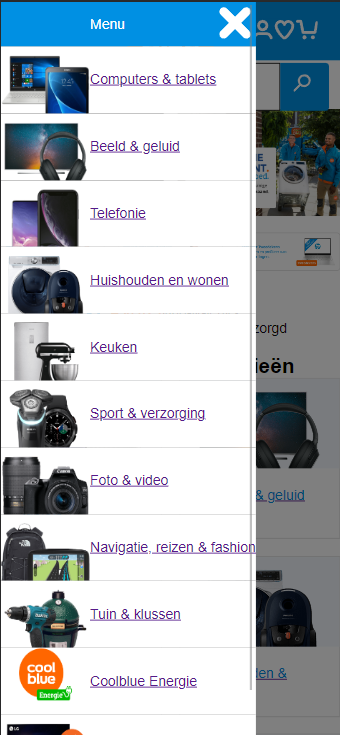 Menu
Computers & tablets
Beeld & geluid
Telefonie
Huishouden en wonen
Keuken
Sport & verzorging
Foto & video
Navigatie, reizen & fashion
Tuin & klussen
cool
blue
Energie
Coolblue Energie
LG
zorgd
ieën
& geluid
den &